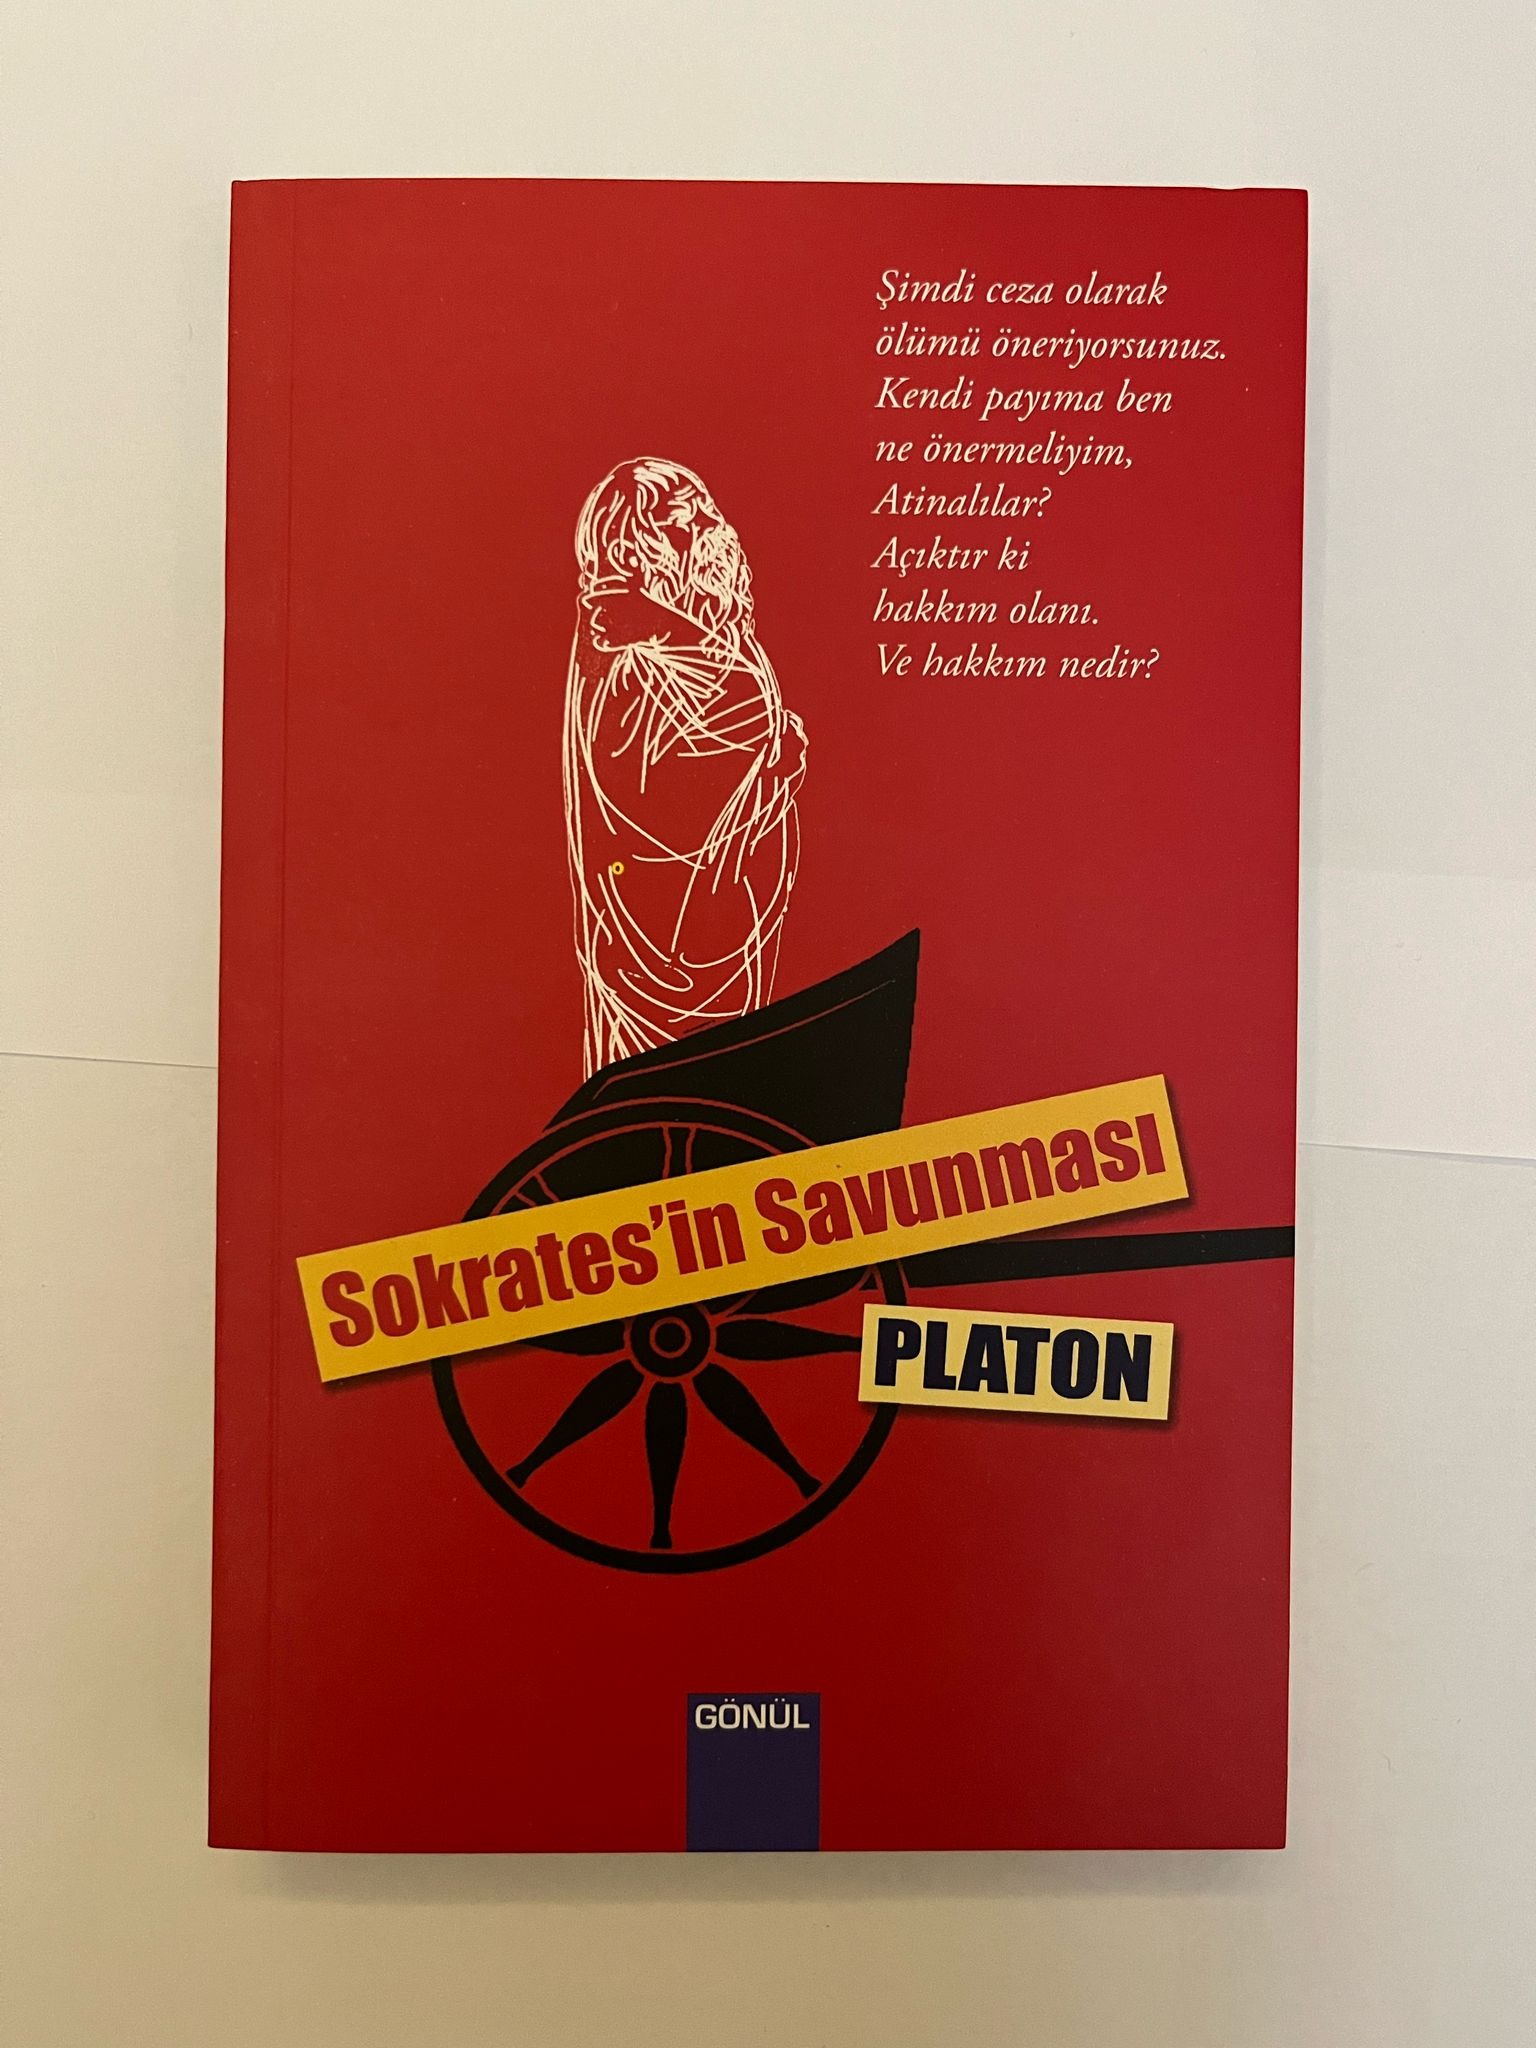 Şimdi ceza olarak
ölümü öneriyorsunuz.
Kendi payıma ben
ne önermeliyim,
Atinalılar?
Açıktır ki
hakkım olanı.
Ve hakkım nedir?
Sokrates'in Savunması
PLATON
GÖNÜL